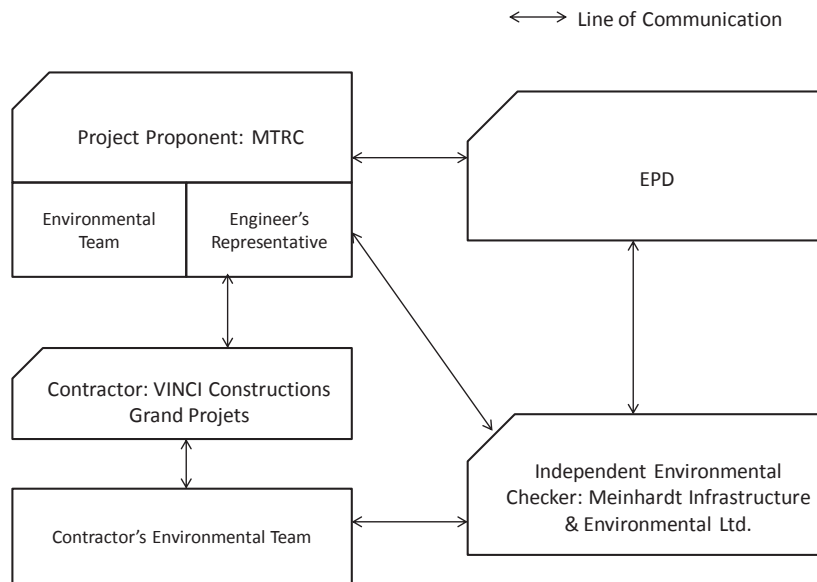 Line of Communication
Project Proponent: MTRC
Environmental
Team
Engineer’s
Representative
EPD
Contractor: VINCI Constructions
Grand Projets
Contractor’s Environmental Team
Independent Environmental
Checker: Meinhardt Infrastructure
& Environmental Ltd.